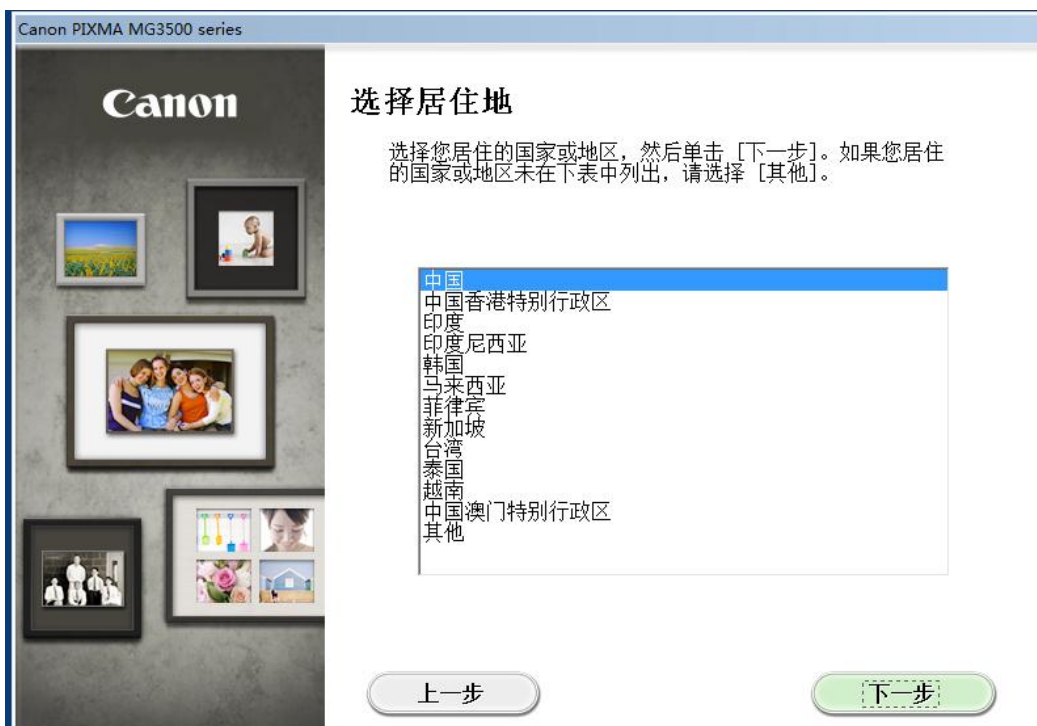 Canon PIXMA MG3500 series
Canon
选择居住地
选择您居住的国家或地区，然后单击 [下一步]。如果您居住
的国家或地区未在下表中列出，请选择 [其他]。
中国
中国香港特别行政区
印度
印度尼西亚
韩国
马来西亚
菲律宾
新加坡
台湾
泰国
越南
中国澳门特别行政区
其他
上一步
下一步